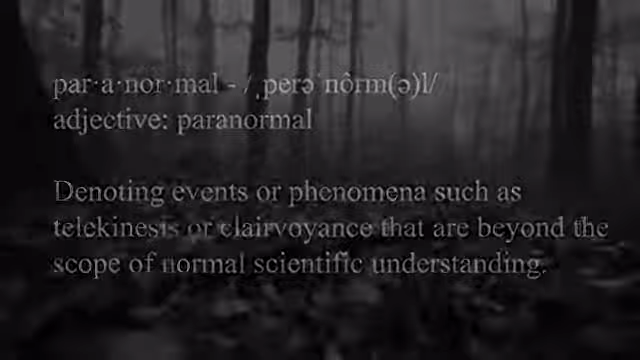 par·a·nor·mal - /ˌperəˈnôrm(ə)l/
adjective: paranormal
Denoting events or phenomena such as
telekinesis or clairvoyance that are beyond the
scope of normal scientific understanding.